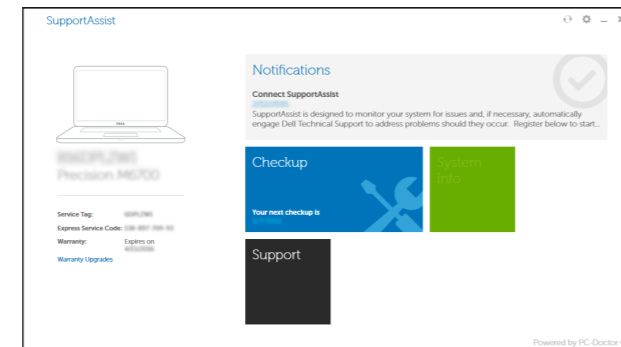 SupportAssist
Notifications
Connect SupportAssist
SupportAssist is designed to monitor your system for issues and, if necessary, automatically
engage Dell Technical Support to address problems should they occur. Register below to start...
Precision M6700
Checkup
System
Info
Your next checkup is
Service Tag:
Express Service Code:
Warranty: Expires on
Warranty Upgrades
Support
Powered by PC-Doctor